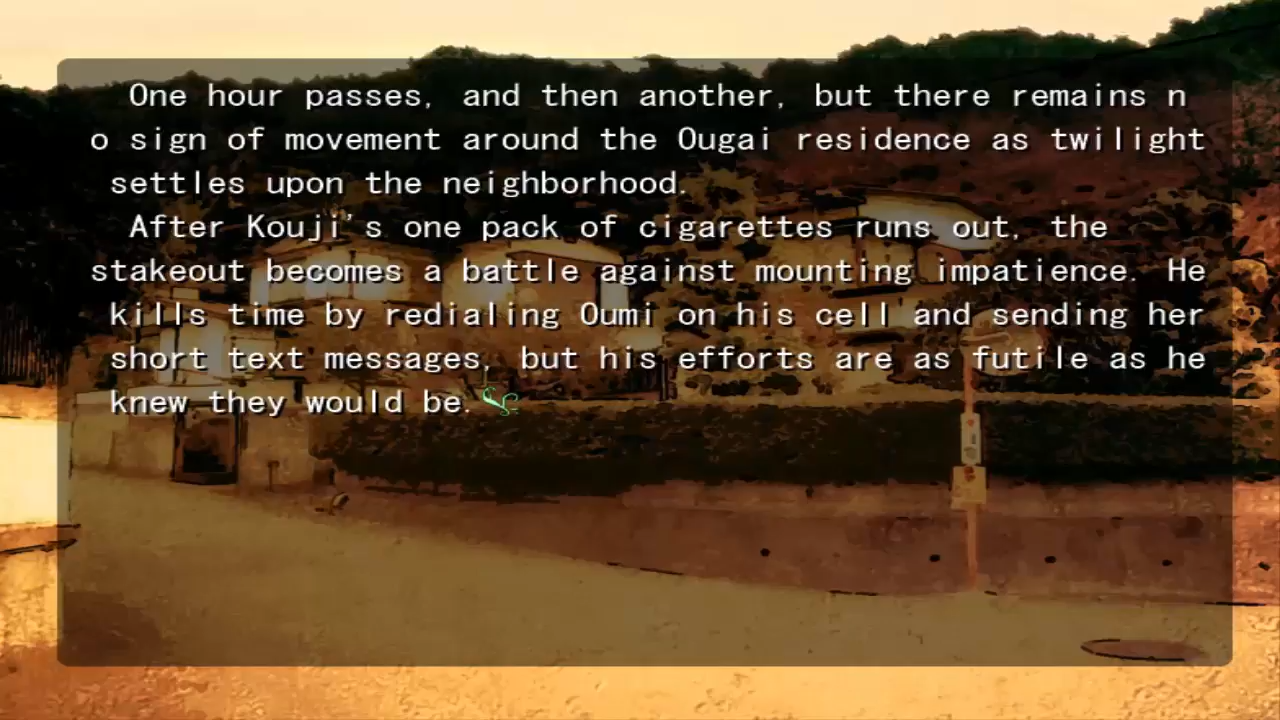 One hour passes, and then another, but there remains n
o sign of movement around the Ougai residence as twilight
settles upon the neighborhood.
After Kouji's one pack of cigarettes runs out, the
stakeout becomes a battle against mounting impatience. He
kills time by redialing Oumi on his cell and sending her
short text messages, but his efforts are as futile as he
knew they would be.